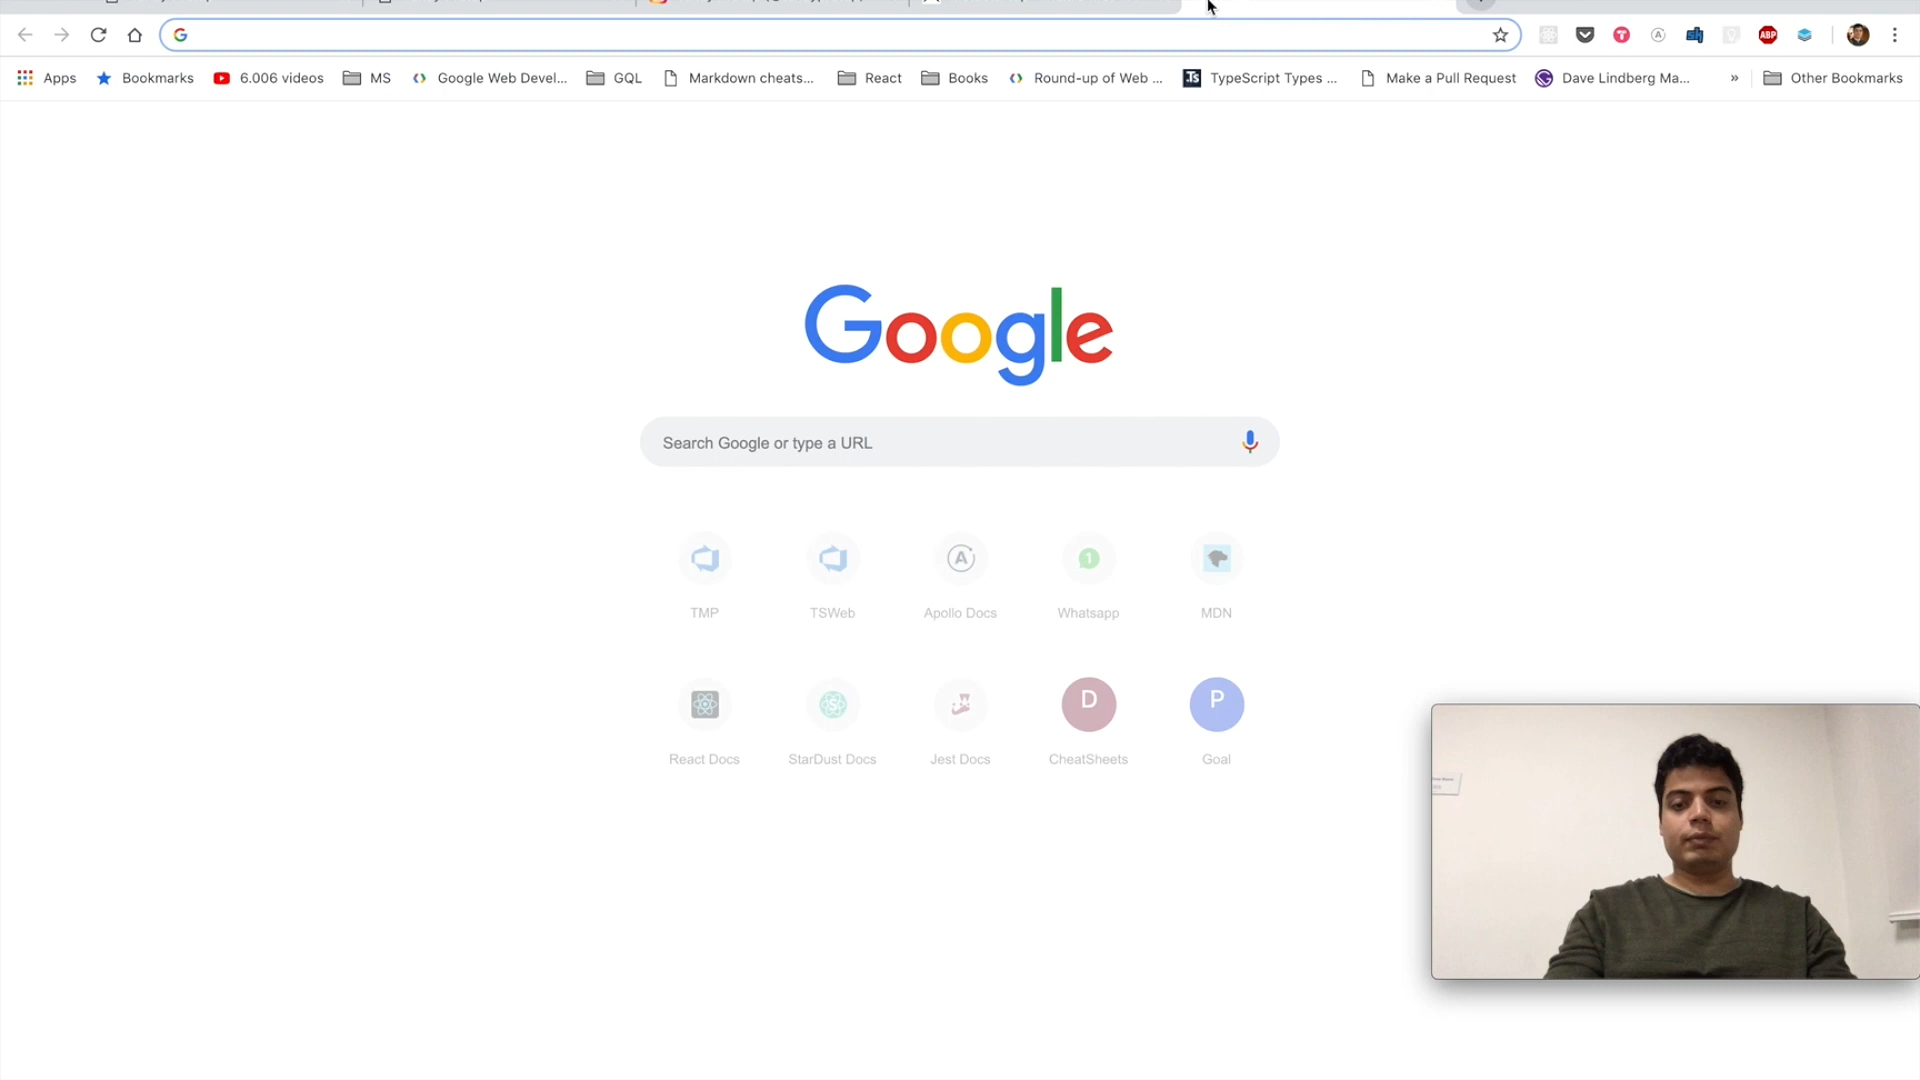 Apps Bookmarks 6.006 videos MS Google Web Devel... GQL Markdown cheats... React Books Round-up of Web ... TS TypeScript Types ... Make a Pull Request Dave Lindberg Ma... » Other Bookmarks
ABP
Google
Search Google or type a URL
TMP TSWeb Apollo Docs Whatsapp MDN
D P
React Docs StarDust Docs Jest Docs CheatSheets Goal